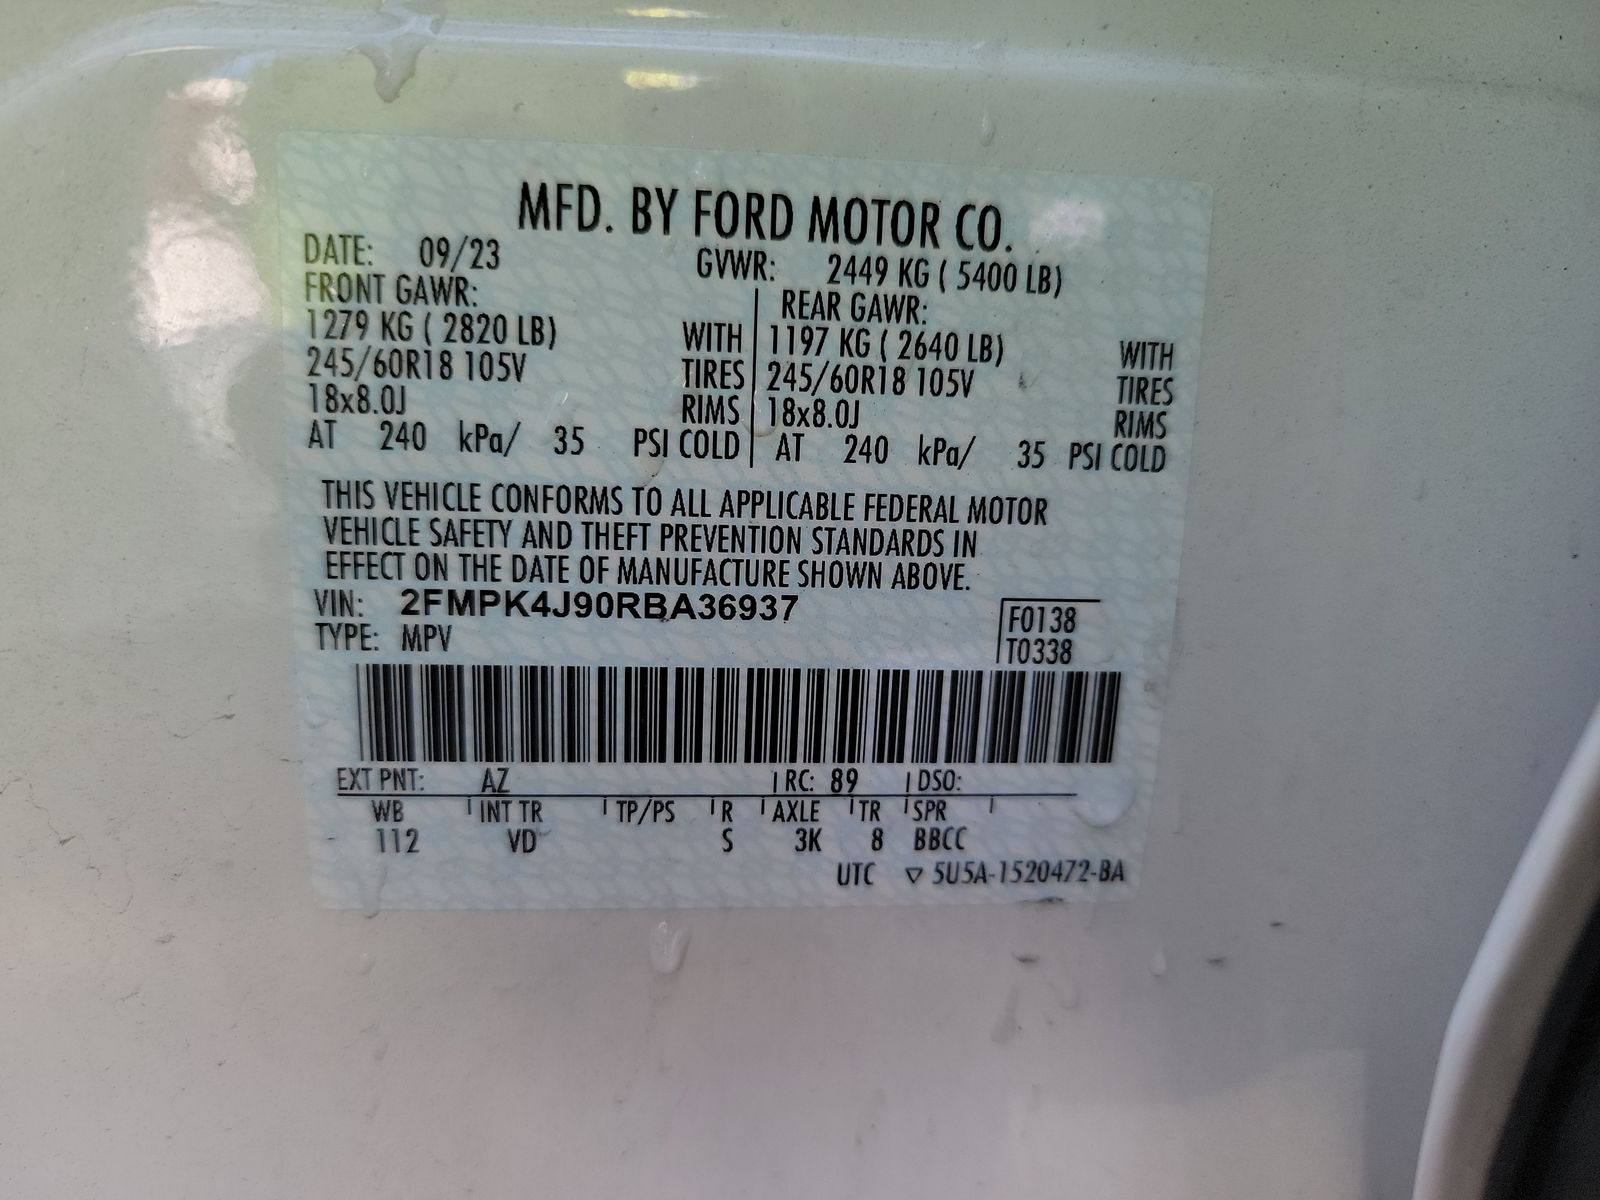 MFD. BY FORD MOTOR CO.
DATE: 09/23 GVWR: 2449 KG ( 5400 LB)
FRONT GAWR: REAR GAWR:
1279 KG ( 2820 LB) WITH 1197 KG ( 2640 LB) WITH
245/60R18 105V TIRES 245/60R18 105V TIRES
18x8.0J RIMS 18x8.0J RIMS
AT 240 kPa/ 35 PSI COLD AT 240 kPa/ 35 PSI COLD
THIS VEHICLE CONFORMS TO ALL APPLICABLE FEDERAL MOTOR
VEHICLE SAFETY AND THEFT PREVENTION STANDARDS IN
EFFECT ON THE DATE OF MANUFACTURE SHOWN ABOVE.
VIN: 2FMPK4J90RBA36937 F0138
TYPE: MPV T0338
EXT PNT: AZ RC: 89 DSO:
WB INT TR TP/PS R AXLE TR SPR
112 VD S 3K 8 BBCC
UTC ▽ 5U5A-1520472-BA